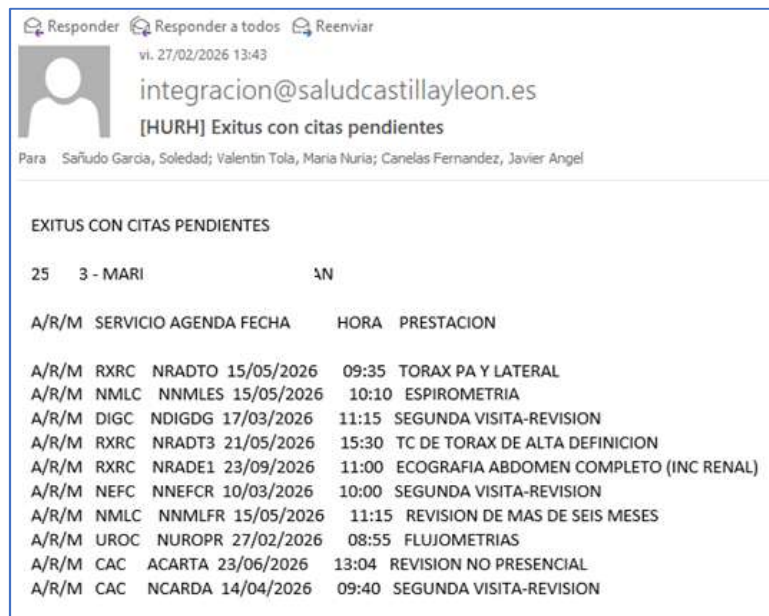 Responder Responder a todos Reenviar
vi. 27/02/2026 13:43
integracion@saludcastillayleon.es
[HURH] Exitus con citas pendientes
Para Sañudo Garcia, Soledad; Valentin Tola, Maria Nuria; Canelas Fernandez, Javier Angel
EXITUS CON CITAS PENDIENTES
25 3 - MARI AN
A/R/M SERVICIO AGENDA FECHA HORA PRESTACION
A/R/M RXRC NRADTO 15/05/2026 09:35 TORAX PA Y LATERAL
A/R/M NMLC NNMLES 15/05/2026 10:10 ESPIROMETRIA
A/R/M DIGC NDIGDG 17/03/2026 11:15 SEGUNDA VISITA-REVISION
A/R/M RXRC NRADT3 21/05/2026 15:30 TC DE TORAX DE ALTA DEFINICION
A/R/M RXRC NRADE1 23/09/2026 11:00 ECOGRAFIA ABDOMEN COMPLETO (INC RENAL)
A/R/M NEFC NNEFCR 10/03/2026 10:00 SEGUNDA VISITA-REVISION
A/R/M NMLC NNMLFR 15/05/2026 11:15 REVISION DE MAS DE SEIS MESES
A/R/M UROC NUROPR 27/02/2026 08:55 FLUJOMETRIAS
A/R/M CAC ACARTA 23/06/2026 13:04 REVISION NO PRESENCIAL
A/R/M CAC NCARDA 14/04/2026 09:40 SEGUNDA VISITA-REVISION